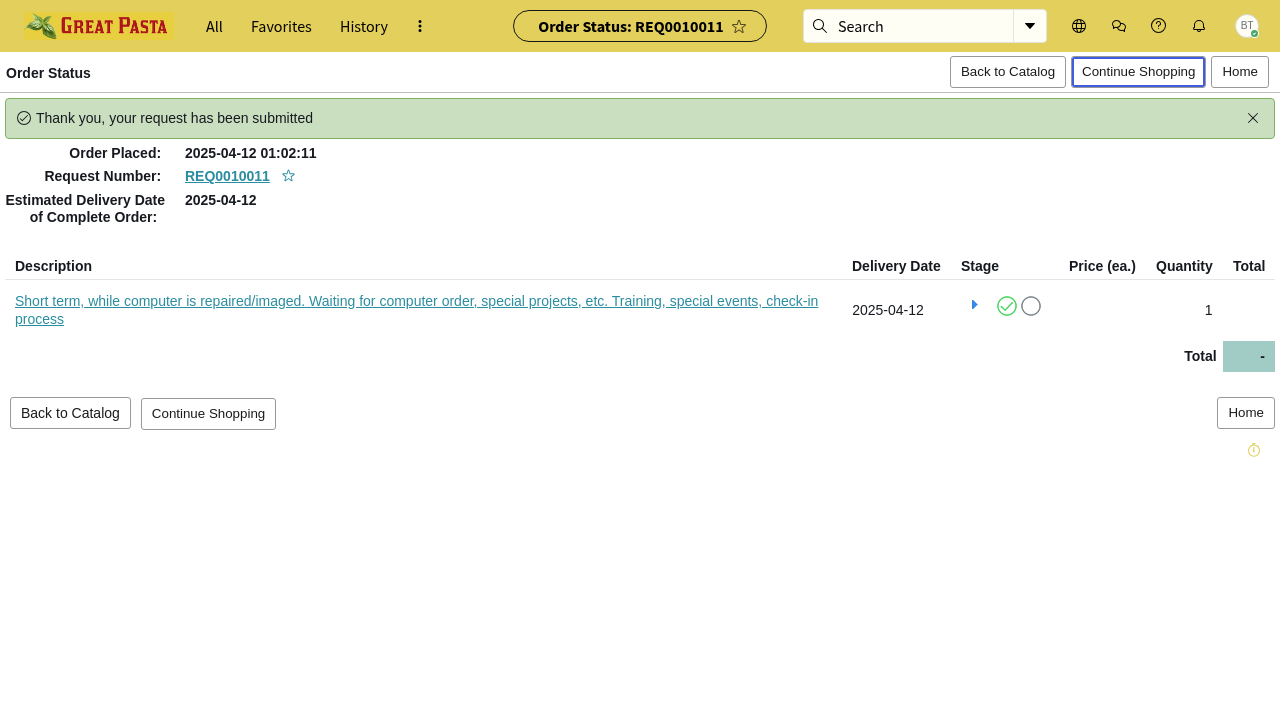 GREAT PASTA
All
Favorites
History
Order Status: REQ0010011
Search
BT
Order Status
Back to Catalog
Continue Shopping
Home
Thank you, your request has been submitted
Order Placed: 2025-04-12 01:02:11
Request Number: REQ0010011
Estimated Delivery Date 2025-04-12
of Complete Order:
Description Delivery Date Stage Price (ea.) Quantity Total
Short term, while computer is repaired/imaged. Waiting for computer order, special projects, etc. Training, special events, check-in
process
2025-04-12 1
Total -
Back to Catalog
Continue Shopping
Home